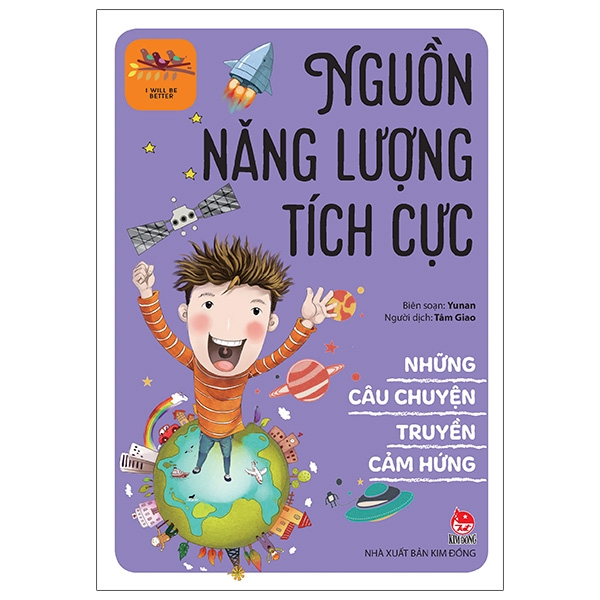 I WILL BE
BETTER
NGUỒN
NĂNG LƯỢNG
TÍCH CỰC
Biên soạn: Yunan
Người dịch: Tâm Giao
NHỮNG
CÂU CHUYỆN
TRUYỀN
CẢM HỨNG
KIM ĐỒNG
NHÀ XUẤT BẢN KIM ĐỒNG